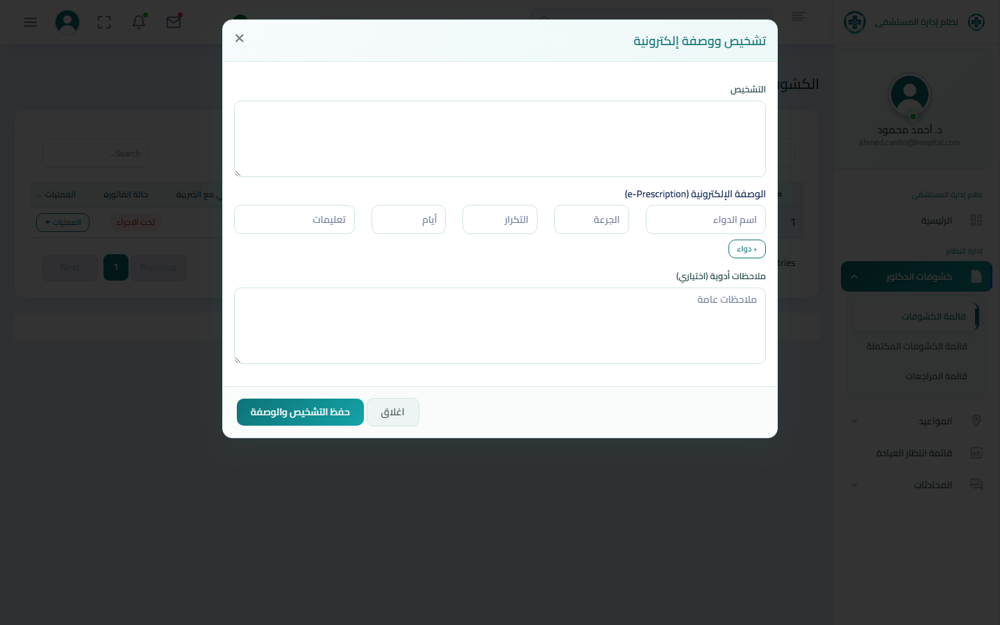 نظام إدارة المستشفى
د. أحمد محمود
ahmed.cardio@hospital.com
نظام إدارة المستشفى
الرئيسية
إدارة النظام
كشوفات الدكتور
قائمة الكشوفات
قائمة الكشوفات المكتملة
قائمة المراجعات
المواعيد
قائمة انتظار العيادة
المحادثات
Search...
# مع الضريبة حالة الفاتورة العمليات
1 تحت الاجراء العمليات
Previous 1 Next
تشخيص ووصفة إلكترونية
×
التشخيص
الوصفة الإلكترونية (e-Prescription)
اسم الدواء الجرعة التكرار أيام تعليمات
+ دواء
ملاحظات أدوية (اختياري)
ملاحظات عامة
اغلاق
حفظ التشخيص والوصفة